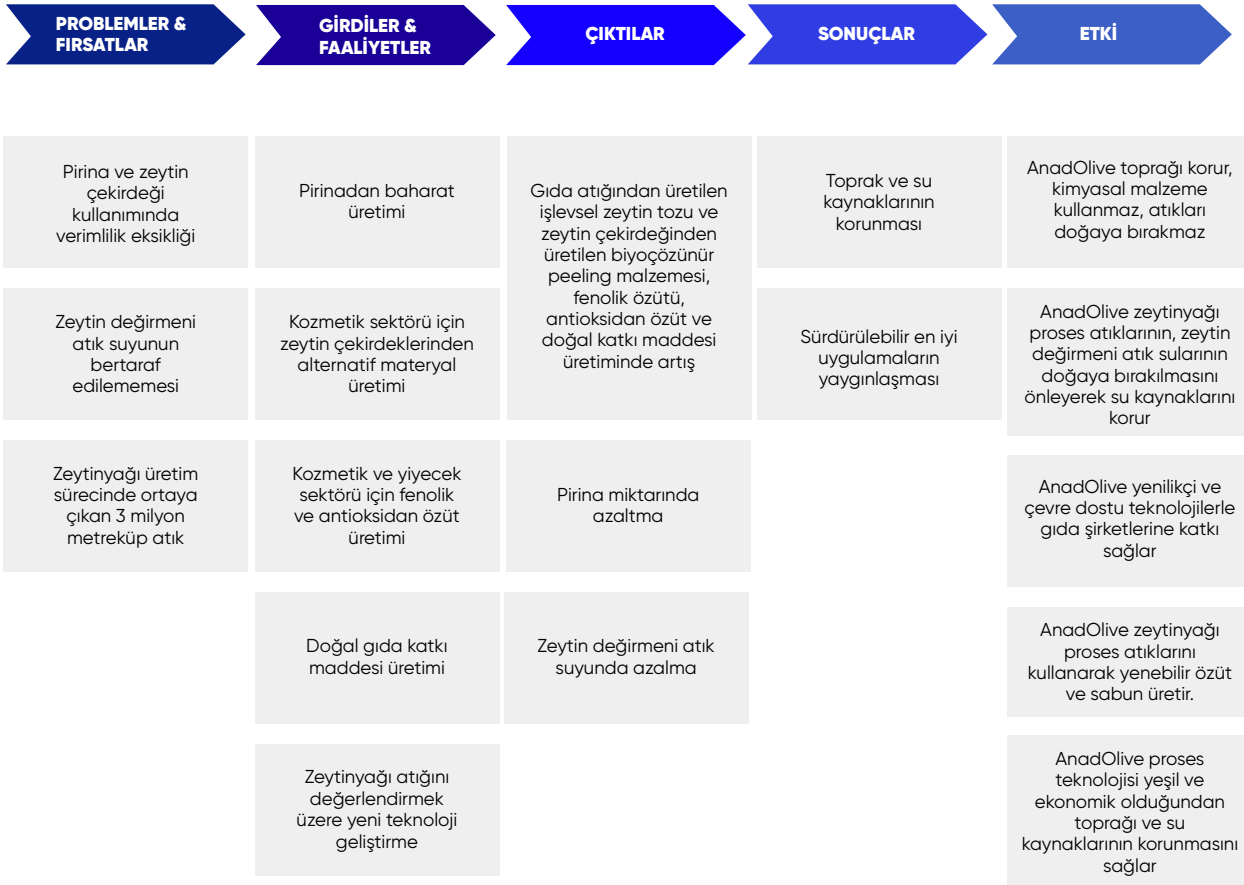 PROBLEMLER &
FIRSATLAR
GİRDİLER &
FAALİYETLER
ÇIKTILAR
SONUÇLAR
ETKİ
Pirina ve zeytin
çekirdeği
kullanımında
verimlilik eksikliği
Zeytin değirmeni
atık suyunun
bertaraf
edilememesi
Zeytinyağı üretim
sürecinde ortaya
çıkan 3 milyon
metreküp atık
Pirinadan baharat
üretimi
Kozmetik sektörü için
zeytin çekirdeklerinden
alternatif materyal
üretimi
Kozmetik ve yiyecek
sektörü için fenolik
ve antioksidan özüt
üretimi
Doğal gıda katkı
maddesi üretimi
Zeytinyağı atığını
değerlendirmek
üzere yeni teknoloji
geliştirme
Gıda atığından üretilen
işlevsel zeytin tozu ve
zeytin çekirdeğinden
üretilen biyoçözünür
peeling malzemesi,
fenolik özütü,
antioksidan özüt ve
doğal katkı maddesi
üretiminde artış
Pirina miktarında
azaltma
Zeytin değirmeni atık
suyunda azalma
Toprak ve su
kaynaklarının
korunması
Sürdürülebilir en iyi
uygulamaların
yaygınlaşması
AnadOlive toprağı korur,
kimyasal malzeme
kullanmaz, atıkları
doğaya bırakmaz
AnadOlive zeytinyağı
proses atıklarının, zeytin
değirmeni atık sularının
doğaya bırakılmasını
önleyerek su kaynaklarını
korur
AnadOlive yenilikçi ve
çevre dostu teknolojilerle
gıda şirketlerine katkı
sağlar
AnadOlive zeytinyağı
proses atıklarını
kullanarak yenebilir özüt
ve sabun üretir.
AnadOlive proses
teknolojisi yeşil ve
ekonomik olduğundan
toprağı ve su
kaynaklarının korunmasını
sağlar